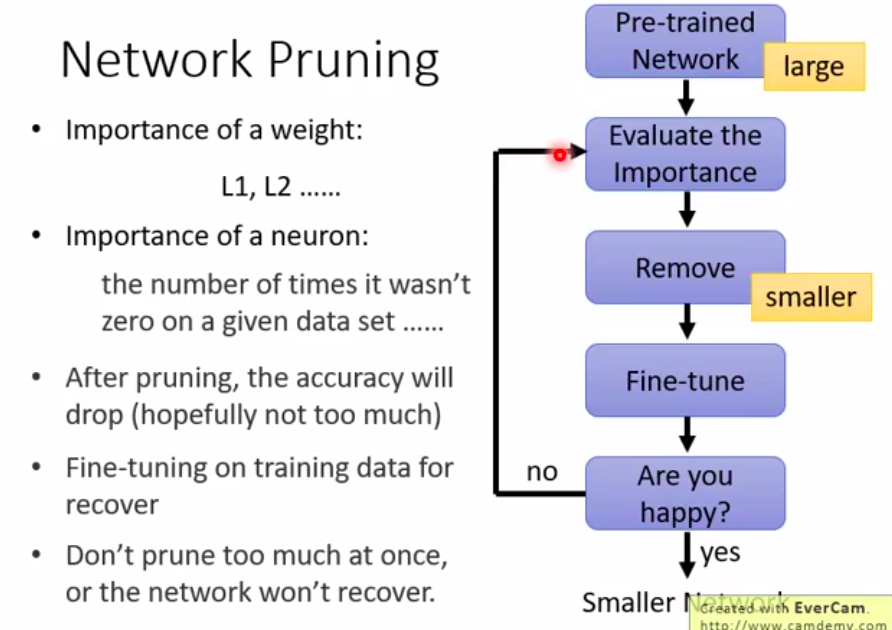 Network Pruning
• Importance of a weight:
L1, L2 ……
• Importance of a neuron:
the number of times it wasn't
zero on a given data set ……
• After pruning, the accuracy will
drop (hopefully not too much)
• Fine-tuning on training data for
recover
• Don't prune too much at once,
or the network won't recover.
Pre-trained
Network
large
Evaluate the
Importance
Remove
smaller
Fine-tune
Are you
happy?
no
yes
Smaller Network
Created with EverCam.
http://www.camdemy.com